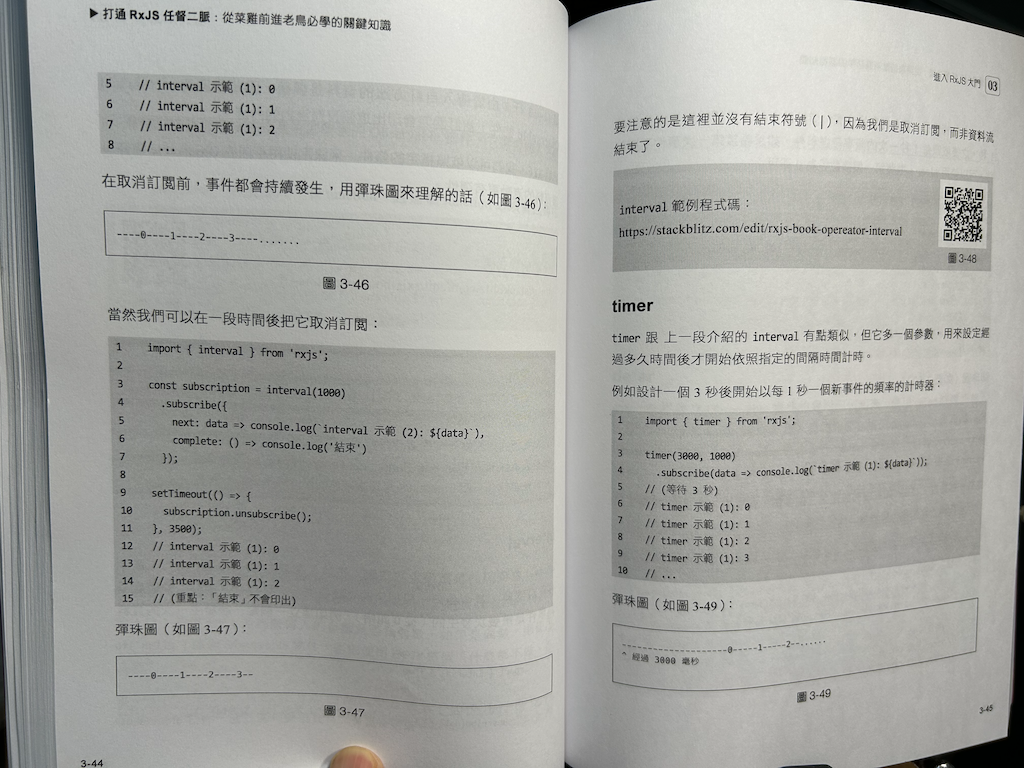 ▶ 打通 RxJS 任督二脈：從菜雞前進老鳥必學的關鍵知識
5 // interval 示範 (1): 0
6 // interval 示範 (1): 1
7 // interval 示範 (1): 2
8 // ...
在取消訂閱前，事件都會持續發生，用彈珠圖來理解的話（如圖 3-46）：
----0----1----2----3----.......
圖 3-46
當然我們可以在一段時間後把它取消訂閱：
1 import { interval } from 'rxjs';
2
3 const subscription = interval(1000)
4 .subscribe({
5 next: data => console.log(`interval 示範 (2): ${data}`),
6 complete: () => console.log('結束')
7 });
8
9 setTimeout(() => {
10 subscription.unsubscribe();
11 }, 3500);
12 // interval 示範 (1): 0
13 // interval 示範 (1): 1
14 // interval 示範 (1): 2
15 // (重點：「結束」不會印出)
彈珠圖（如圖 3-47）：
----0----1----2----3--
圖 3-47
3-44
進入 RxJS 大門 03
要注意的是這裡並沒有結束符號（|），因為我們是取消訂閱，而非資料流
結束了。
interval 範例程式碼：
https://stackblitz.com/edit/rxjs-book-opereator-interval
圖 3-48
timer
timer 跟 上一段介紹的 interval 有點類似，但它多一個參數，用來設定經
過多久時間後才開始依照指定的間隔時間計時。
例如設計一個 3 秒後開始以每 1 秒一個新事件的頻率的計時器：
1 import { timer } from 'rxjs';
2
3 timer(3000, 1000)
4 .subscribe(data => console.log(`timer 示範 (1): ${data}`));
5 // (等待 3 秒)
6 // timer 示範 (1): 0
7 // timer 示範 (1): 1
8 // timer 示範 (1): 2
9 // timer 示範 (1): 3
10 // ...
彈珠圖（如圖 3-49）：
--------------------0-----1-----2--......
^ 經過 3000 毫秒
圖 3-49
3-45